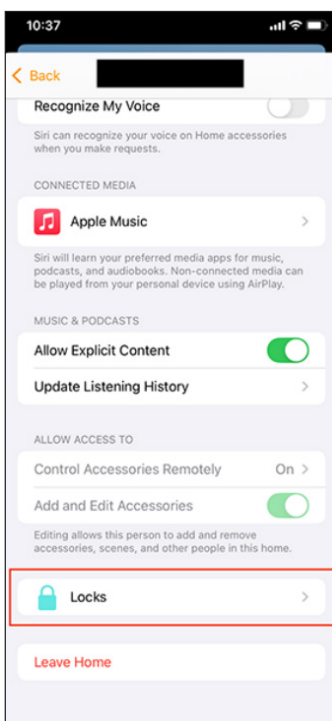 10:37
Back
Recognize My Voice
Siri can recognize your voice on Home accessories
when you make requests.
CONNECTED MEDIA
Apple Music
Siri will learn your preferred media apps for music,
podcasts, and audiobooks. Non-connected media can
be played from your personal device using AirPlay.
MUSIC & PODCASTS
Allow Explicit Content
Update Listening History
ALLOW ACCESS TO
Control Accessories Remotely On
Add and Edit Accessories
Editing allows this person to add and remove
accessories, scenes, and other people in this home.
Locks
Leave Home